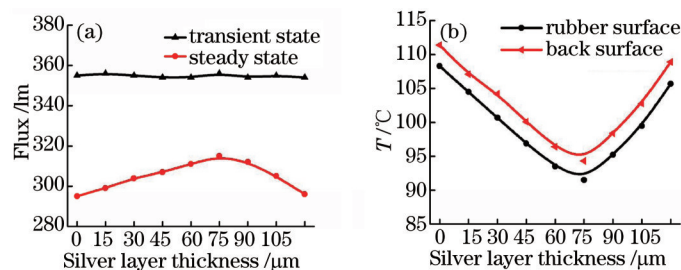 (a)
transient state
steady state
Flux /lm
380
360
340
320
300
280
0 15 30 45 60 75 90 105
Silver layer thickness /μm
(b)
rubber surface
back surface
T /℃
115
110
105
100
95
90
85
0 15 30 45 60 75 90 105
Silver layer thickness /μm